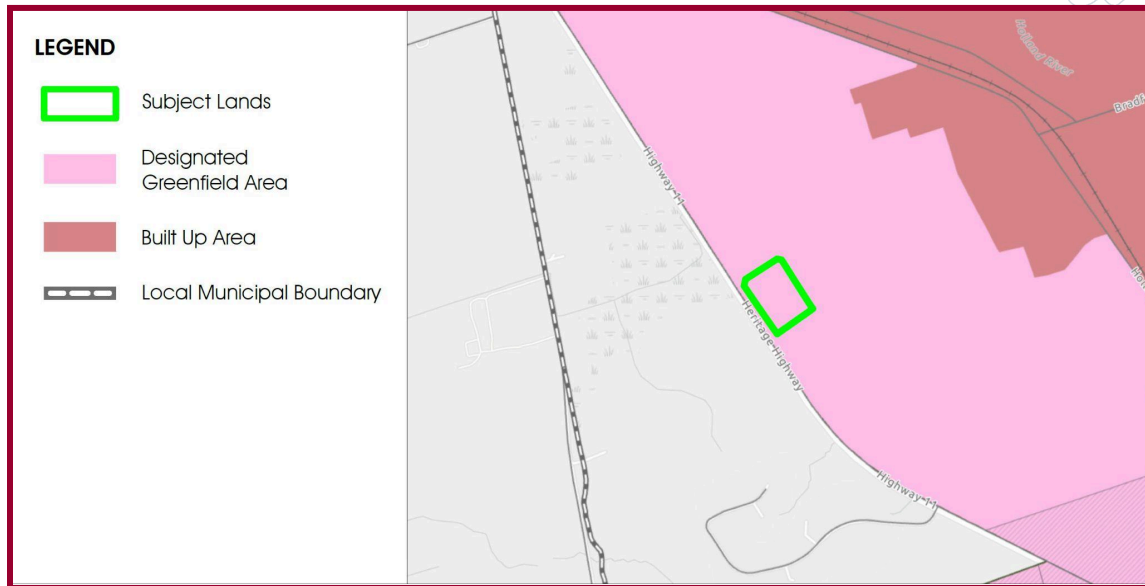 LEGEND
Subject Lands
Designated
Greenfield Area
Built Up Area
Local Municipal Boundary
Holland River
Highway 11
Heritage Highway
Highway 11